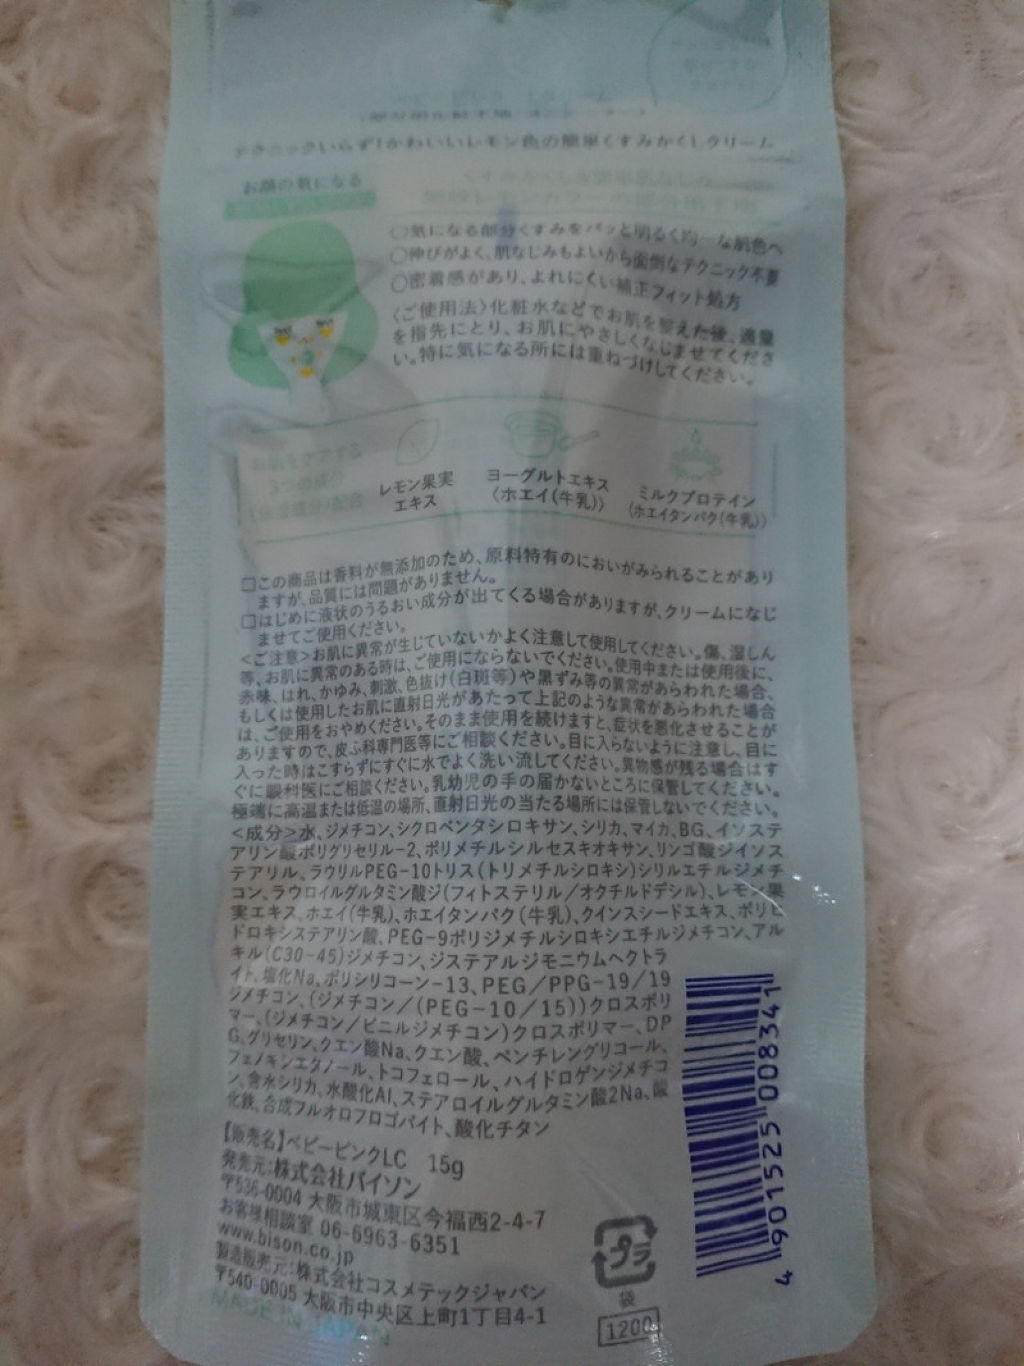 テクニックいらず!かわいいレモン色の簡単くすみかくしクリーム
お顔の気になる
○気になる部分くすみをパッと明るく均一な肌色へ
○伸びがよく、肌なじみもよいから面倒なテクニック不要
○密着感があり、よれにくい補正フィット処方
〈ご使用法〉化粧水などでお肌を整えた後、適量
を指先にとり、お肌にやさしくなじませてくださ
い。特に気になる所には重ねづけしてください。
お肌をケアする
3つの成分
(保湿成分)配合
レモン果実
エキス
ヨーグルトエキス
〈ホエイ(牛乳)〉
ミルクプロテイン
〈ホエイタンパク(牛乳)〉
□この商品は香料が無添加のため、原料特有のにおいがみられることがあり
ますが、品質には問題がありません。
□はじめに液状のうるおい成分が出てくる場合がありますが、クリームになじ
ませてご使用ください。
<ご注意>お肌に異常が生じていないかよく注意して使用してください。傷、湿しん
等、お肌に異常のある時は、ご使用にならないでください。使用中または使用後に、
赤味、はれ、かゆみ、刺激、色抜け(白斑等)や黒ずみ等の異常があらわれた場合、
もしくは使用したお肌に直射日光があたって上記のような異常があらわれた場合
は、ご使用をおやめください。そのまま使用を続けますと、症状を悪化させることが
ありますので、皮ふ科専門医等にご相談ください。目に入らないように注意し、目に
入った時はこすらずにすぐに水でよく洗い流してください。異物感が残る場合はす
ぐに眼科医にご相談ください。乳幼児の手の届かないところに保管してください。
極端に高温または低温の場所、直射日光の当たる場所には保管しないでください。
<成分>水、ジメチコン、シクロペンタシロキサン、シリカ、マイカ、BG、イソステ
アリン酸ポリグリセリル-2、ポリメチルシルセスキオキサン、リンゴ酸ジイソス
テアリル、ラウリルPEG-10トリス(トリメチルシロキシ)シリルエチルジメチ
コン、ラウロイルグルタミン酸ジ(フィトステリル/オクチルドデシル)、レモン果
実エキス、ホエイ(牛乳)、ホエイタンパク(牛乳)、クインスシードエキス、ポリヒ
ドロキシステアリン酸、PEG-9ポリジメチルシロキシエチルジメチコン、アル
キル(C30-45)ジメチコン、ジステアルジモニウムヘクトラ
イト、塩化Na、ポリシリコーン-13、PEG/PPG-19/19
ジメチコン、(ジメチコン/(PEG-10/15))クロスポリ
マー、(ジメチコン/ビニルジメチコン)クロスポリマー、DP
G、グリセリン、クエン酸Na、クエン酸、ペンチレングリコール、
フェノキシエタノール、トコフェロール、ハイドロゲンジメチコ
ン、含水シリカ、水酸化Al、ステアロイルグルタミン酸2Na、酸
化鉄、合成フルオロフロゴパイト、酸化チタン
【販売名】ベビーピンクLC 15g
発売元:株式会社バイソン
〒536-0004 大阪市城東区今福西2-4-7
お客様相談室 06-6963-6351
www.bison.co.jp
製造販売元:株式会社コスメテックジャパン
〒540-0005 大阪市中央区上町1丁目4-1
MADE IN JAPAN
プラ
袋
1200
4 901525 008341